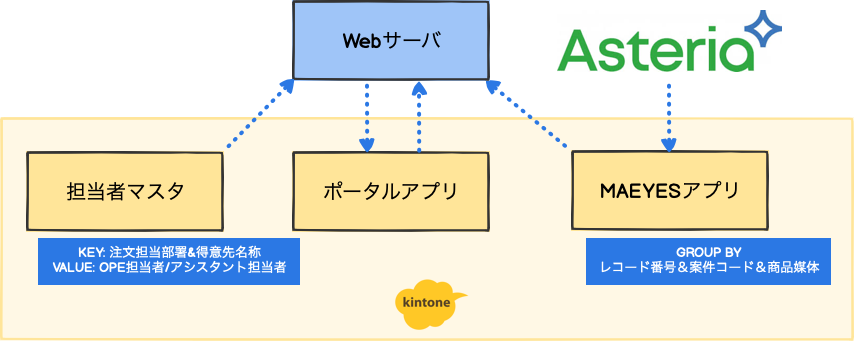 Webサーバ
Asteria
担当者マスタ
ポータルアプリ
MAEYESアプリ
KEY: 注文担当部署&得意先名称
VALUE: OPE担当者/アシスタント担当者
GROUP BY
レコード番号＆案件コード＆商品媒体
kintone